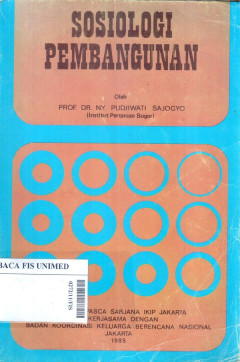 SOSIOLOGI
PEMBANGUNAN
Oleh
PROF. DR. NY. PUDJIWATI SAJOGYO
(Institut Pertanian Bogor)
BACA FIS UNIMED
PASCA SARJANA IKIP JAKARTA
KERJASAMA DENGAN
BADAN KOORDINASI KELUARGA BERENCANA NASIONAL
JAKARTA
1985